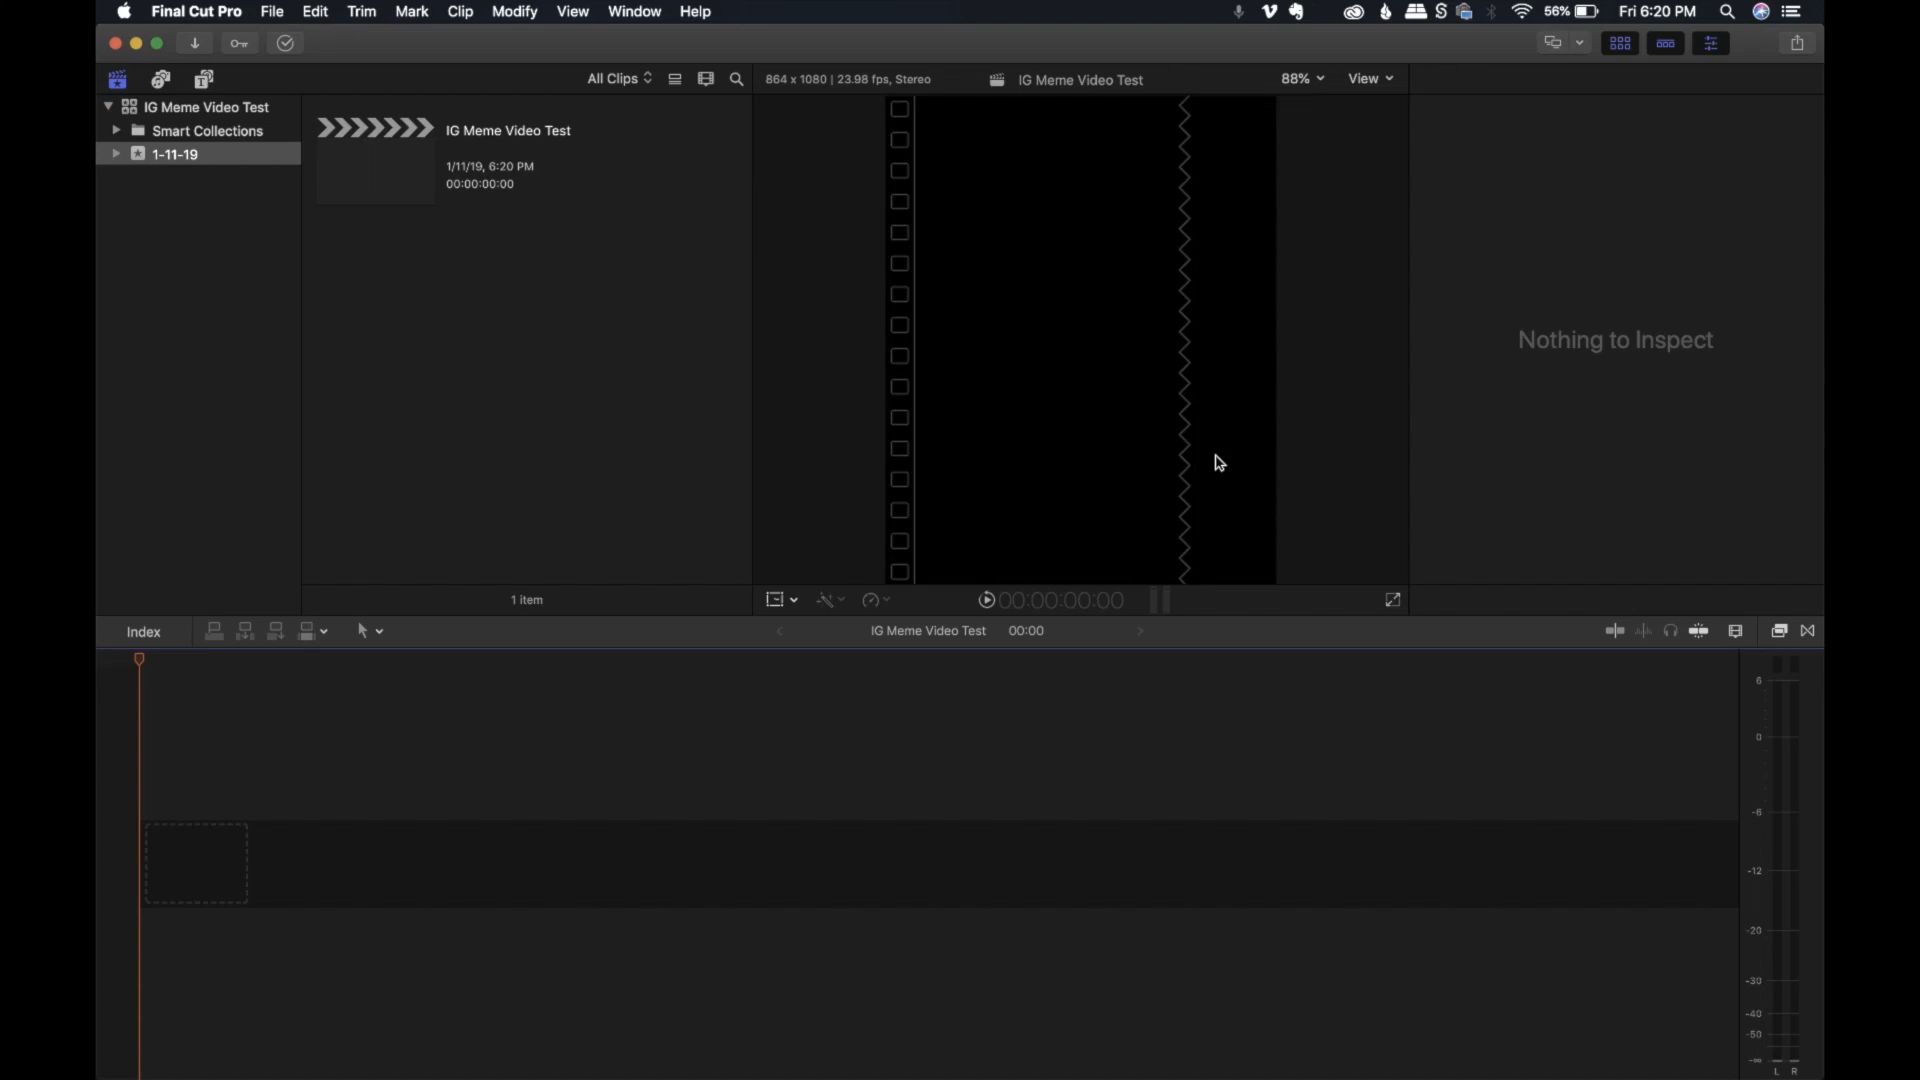 Final Cut Pro File Edit Trim Mark Clip Modify View Window Help
56% Fri 6:20 PM
All Clips
864 x 1080 | 23.98 fps, Stereo
IG Meme Video Test
88%
View
IG Meme Video Test
Smart Collections
1-11-19
IG Meme Video Test
1/11/19, 6:20 PM
00:00:00:00
Nothing to Inspect
1 item
00:00:00:00
Index
IG Meme Video Test
00:00
6
0
-6
-12
-20
-30
-40
-50
-∞
L R